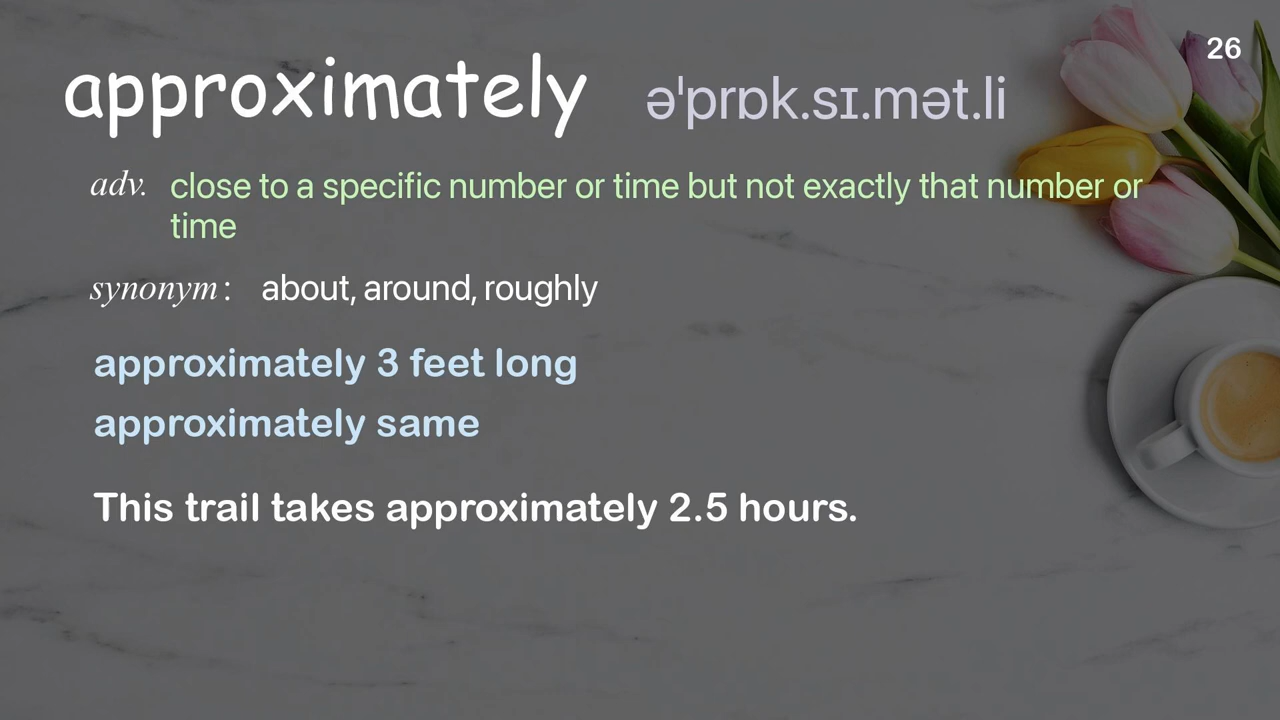 26
approximately əˈprɒk.sɪ.mət.li
adv. close to a specific number or time but not exactly that number or
time
synonym: about, around, roughly
approximately 3 feet long
approximately same
This trail takes approximately 2.5 hours.